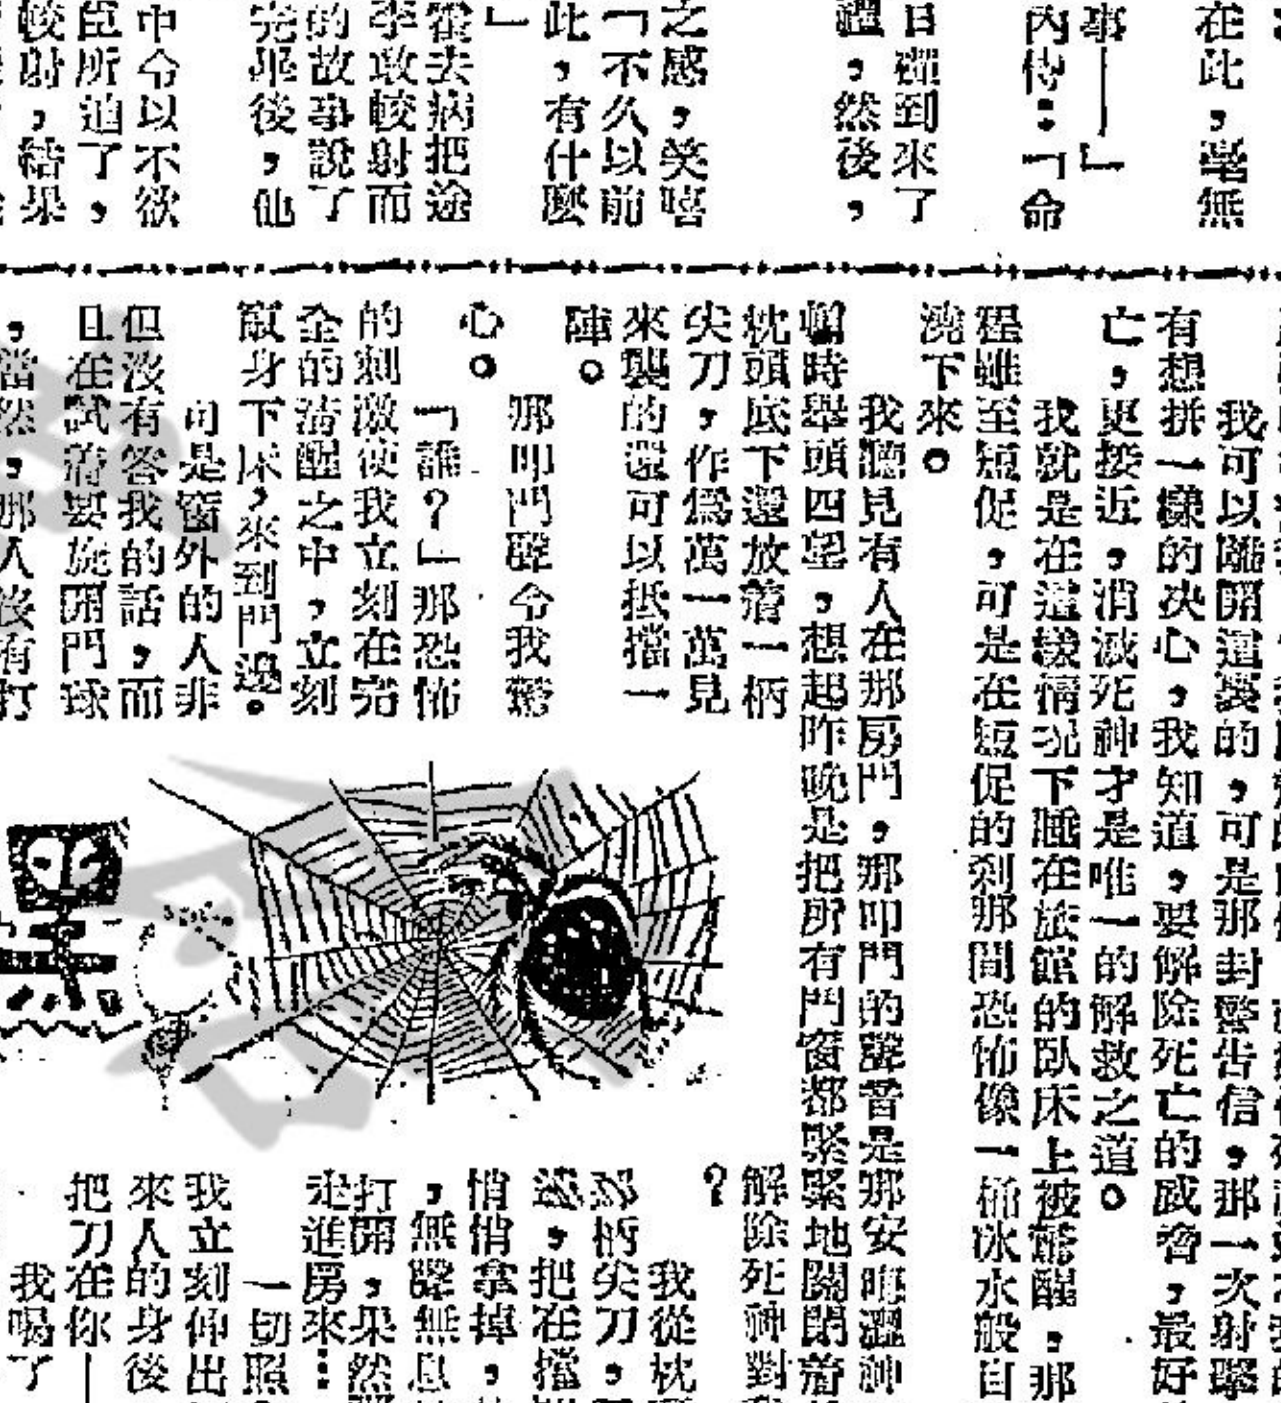 在此，毫無
事——」
內傳：「命
日禮到來了
禮，然後，
之感，笑嘻
「不久以前
此，有什麼
」
霍去病把途
李敢較射而
的故事說了
完畢後，他
中令以不欲
臣所迫了，
較射，結果
我可以離開這裏的，可是那封警告信，那一次射擊
有想拼一樣的決心，我知道，要解除死亡的威脅，最好
亡，更接近，消滅死神才是唯一的解救之道。
我就是在這樣情況下睡在旅館的臥床上被驚醒，那
程雖至短促，可是在短促的剎那間恐怖像一桶冰水般自
澆下來。
我聽見有人在那房門，那叩門的聲音是那安
頓時舉頭四望，想起昨晚是把所有門窗都緊緊地關閉着
枕頭底下還放着一柄
尖刀，作為萬一萬見
來襲的還可以抵擋一
陣。
那叩門聲令我驚
心。
「誰？」那恐怖
的刻激使我立刻在完
全的清醒之中，立刻
竄身下床，來到門邊。
可是窗外的人非
但沒有答我的話，而
且在試着要旋開門球
，當然，那人沒有打
解除死神對
？
我從枕
那柄尖刀，
把在擋
悄悄拿掉，
，無聲無息
打開，果然
走進房來⋮
一切照
我立刻仰出
來人的身後
把刀在你—
我喝了